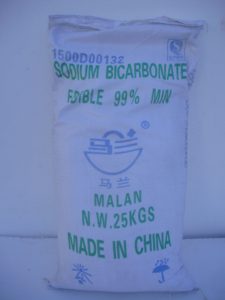 1500D00132
SODIUM BICARBONATE
EDIBLE 99% MIN
®
马兰
MALAN
N.W.25KGS
MADE IN CHINA